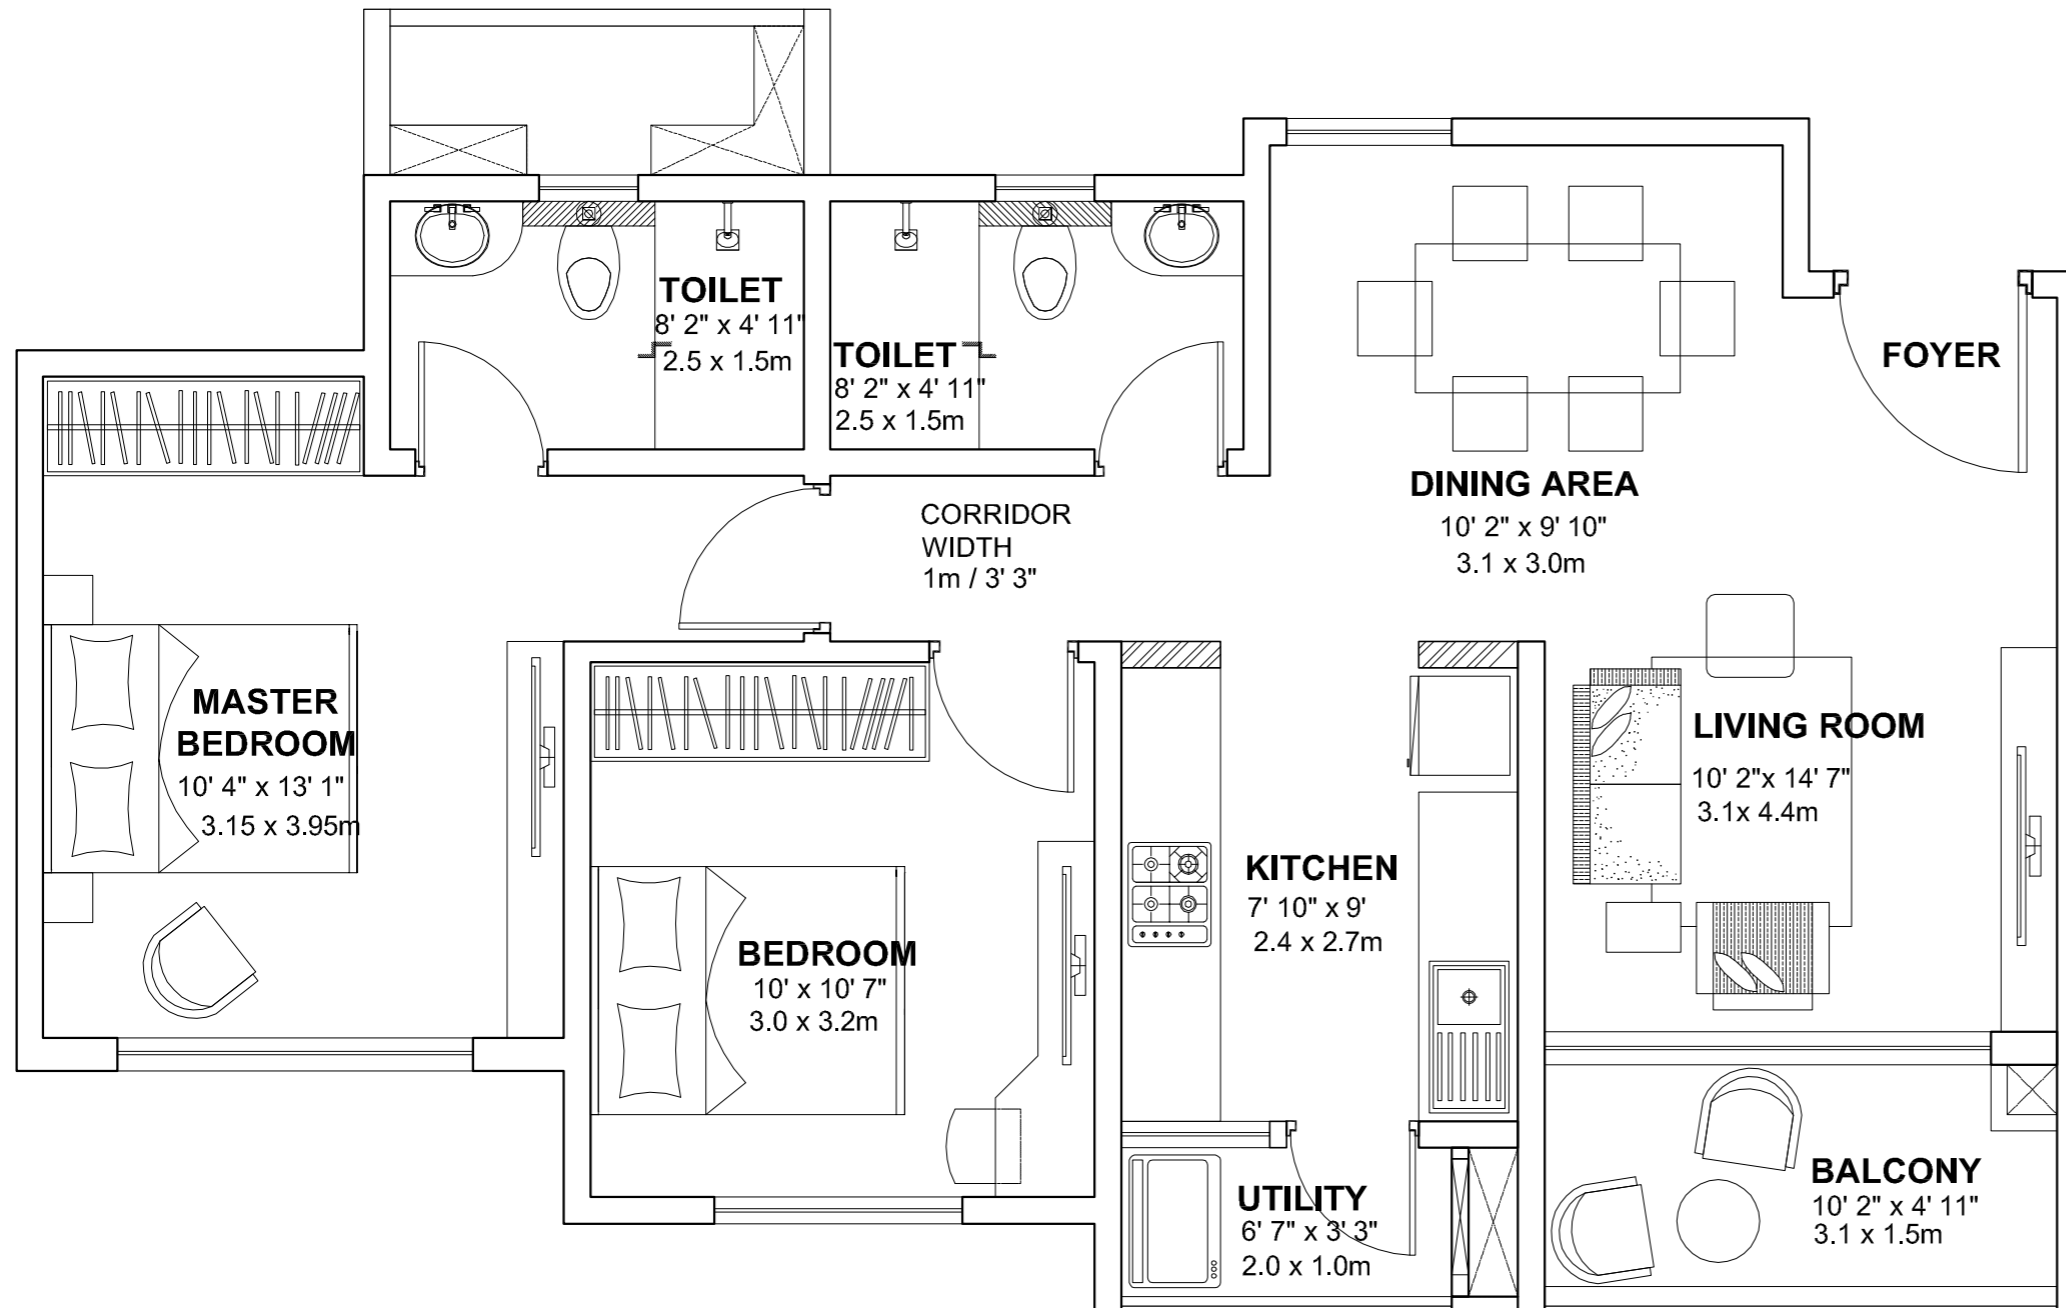 TOILET
8' 2" x 4' 11"
2.5 x 1.5m
TOILET
8' 2" x 4' 11"
2.5 x 1.5m
FOYER
DINING AREA
10' 2" x 9' 10"
3.1 x 3.0m
CORRIDOR
WIDTH
1m / 3' 3"
MASTER
BEDROOM
10' 4" x 13' 1"
3.15 x 3.95m
LIVING ROOM
10' 2"x 14' 7"
3.1x 4.4m
KITCHEN
7' 10" x 9'
2.4 x 2.7m
BEDROOM
10' x 10' 7"
3.0 x 3.2m
UTILITY
6' 7" x 3' 3"
2.0 x 1.0m
BALCONY
10' 2" x 4' 11"
3.1 x 1.5m